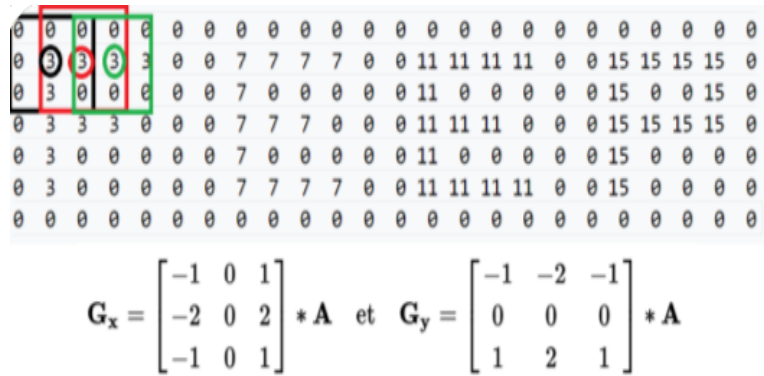 0 0 0 0 0 0 0 0 0 0 0 0 0 0 0 0 0 0 0 0 0 0 0 0
0 3 3 3 3 0 0 7 7 7 7 0 0 11 11 11 11 0 0 15 15 15 15 0
0 3 0 0 0 0 0 7 0 0 0 0 0 11 0 0 0 0 0 15 0 0 15 0
0 3 3 3 0 0 0 7 7 7 0 0 0 11 11 11 0 0 0 15 15 15 15 0
0 3 0 0 0 0 0 7 0 0 0 0 0 11 0 0 0 0 0 15 0 0 0 0
0 3 0 0 0 0 0 7 7 7 7 0 0 11 11 11 11 0 0 15 0 0 0 0
0 0 0 0 0 0 0 0 0 0 0 0 0 0 0 0 0 0 0 0 0 0 0 0
−1 0 1 −1 −2 −1
Gx = −2 0 2 * A et Gy = 0 0 0 * A
−1 0 1 1 2 1